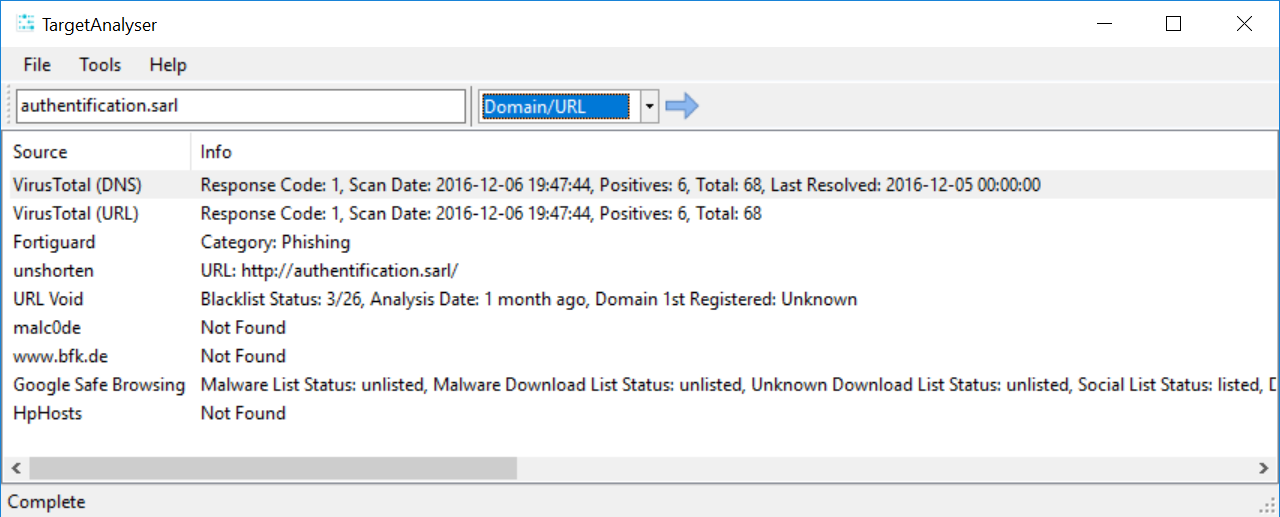 TargetAnalyser
File Tools Help
authentification.sarl Domain/URL
Source Info
VirusTotal (DNS) Response Code: 1, Scan Date: 2016-12-06 19:47:44, Positives: 6, Total: 68, Last Resolved: 2016-12-05 00:00:00
VirusTotal (URL) Response Code: 1, Scan Date: 2016-12-06 19:47:44, Positives: 6, Total: 68
Fortiguard Category: Phishing
unshorten URL: http://authentification.sarl/
URL Void Blacklist Status: 3/26, Analysis Date: 1 month ago, Domain 1st Registered: Unknown
malc0de Not Found
www.bfk.de Not Found
Google Safe Browsing Malware List Status: unlisted, Malware Download List Status: unlisted, Unknown Download List Status: unlisted, Social List Status: listed,
HpHosts Not Found
Complete